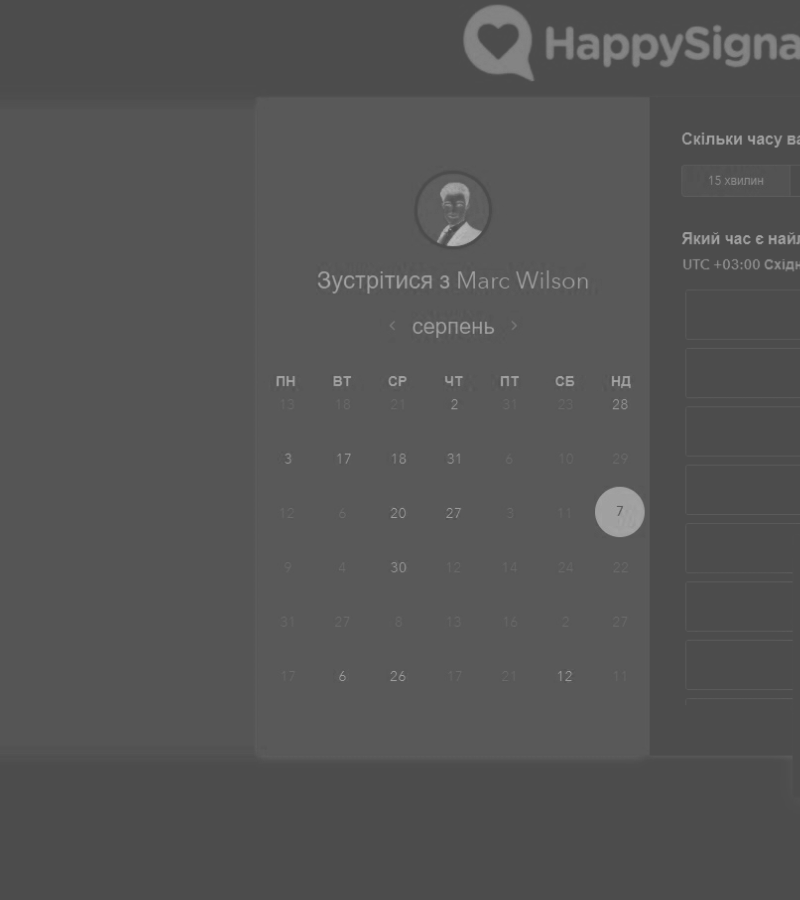 HappySigna
Зустрітися з Marc Wilson
серпень
ПН ВТ СР ЧТ ПТ СБ НД
13 18 21 2 31 23 28
3 17 18 31 6 10 29
12 6 20 27 3 11 7
9 4 30 12 14 24 22
31 27 8 13 16 2 27
17 6 26 17 21 12 11
Скільки часу ва
15 хвилин
Який час є найл
UTC +03:00 Східн